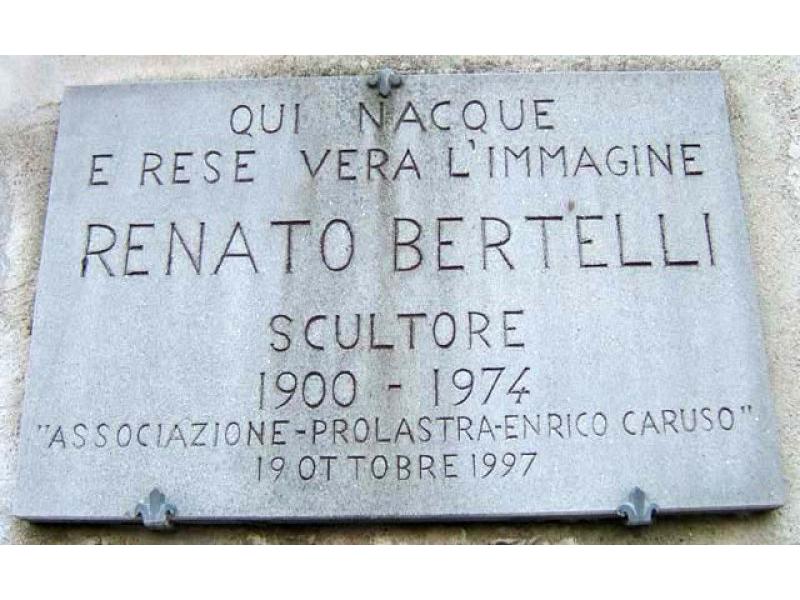 QUI NACQUE
E RESE VERA L'IMMAGINE
RENATO BERTELLI
SCULTORE
1900 - 1974
"ASSOCIAZIONE-PROLASTRA-ENRICO CARUSO"
19 OTTOBRE 1997